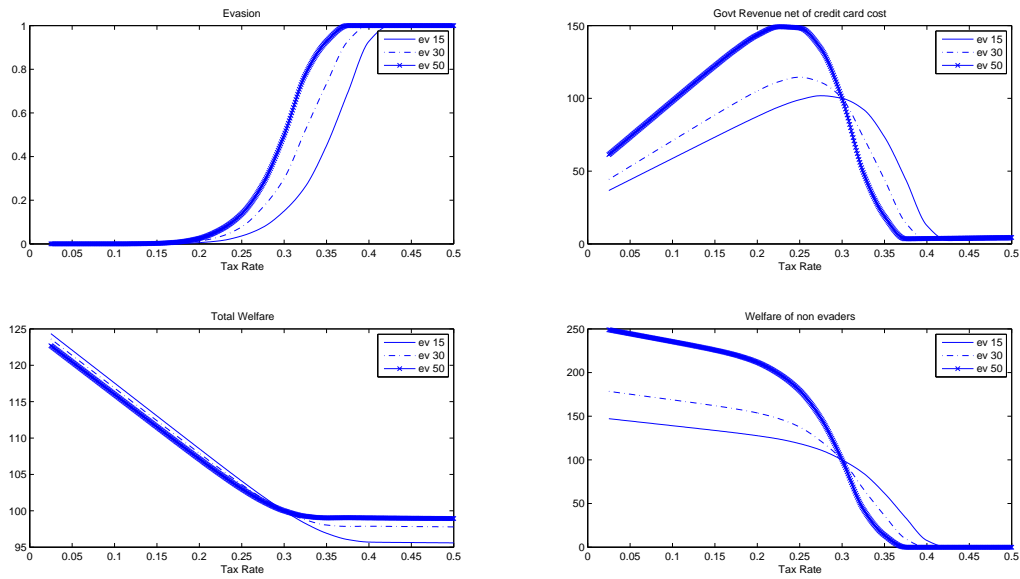 Evasion
1
0.8
0.6
0.4
0.2
0
0 0.05 0.1 0.15 0.2 0.25 0.3 0.35 0.4 0.45 0.5
Tax Rate
ev 15
ev 30
ev 50
Govt Revenue net of credit card cost
150
100
50
0
0 0.05 0.1 0.15 0.2 0.25 0.3 0.35 0.4 0.45 0.5
Tax Rate
ev 15
ev 30
ev 50
Total Welfare
125
120
115
110
105
100
95
0 0.05 0.1 0.15 0.2 0.25 0.3 0.35 0.4 0.45 0.5
Tax Rate
ev 15
ev 30
ev 50
Welfare of non evaders
250
200
150
100
50
0
0 0.05 0.1 0.15 0.2 0.25 0.3 0.35 0.4 0.45 0.5
Tax Rate
ev 15
ev 30
ev 50